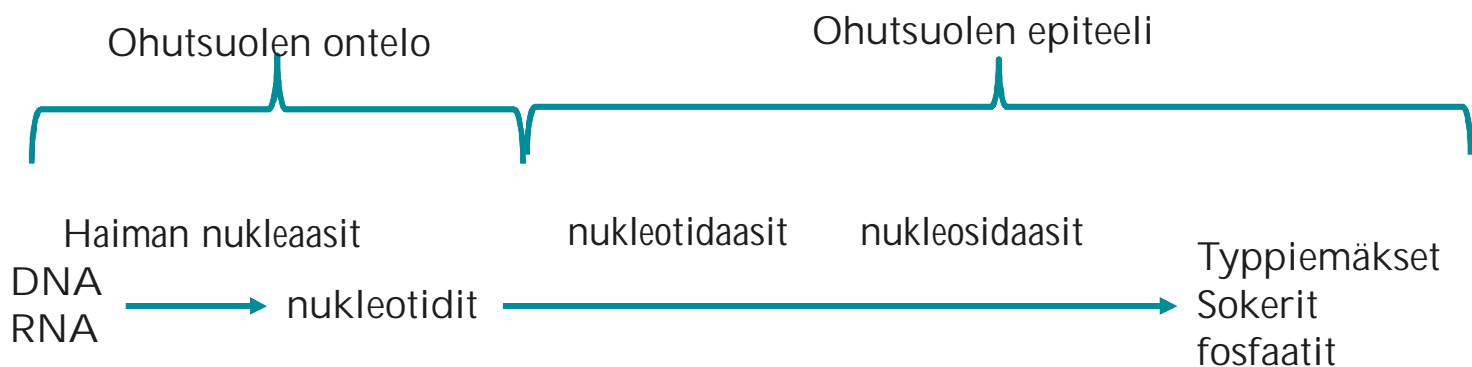 Ohutsuolen ontelo
Ohutsuolen epiteeli
Haiman nukleaasit
nukleotidaasit
nukleosidaasit
DNA
RNA
nukleotidit
Typpiemäkset
Sokerit
fosfaatit